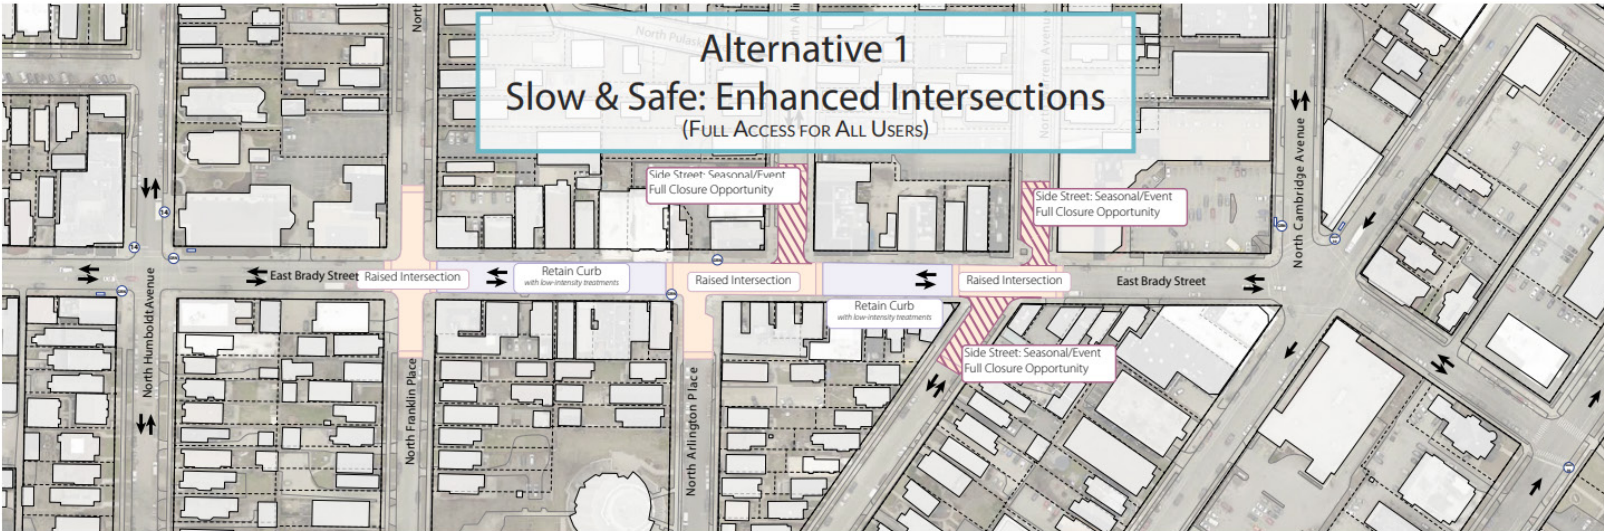 Alternative 1
Slow & Safe: Enhanced Intersections
(Full Access for All Users)
North
North Pulaski
Side Street: Seasonal/Event
Full Closure Opportunity
Side Street: Seasonal/Event
Full Closure Opportunity
North Cambridge Avenue
14
14
North Humboldt Avenue
East Brady Street
Raised Intersection
Retain Curb
with low-intensity treatments
Raised Intersection
Raised Intersection
East Brady Street
Retain Curb
with low-intensity treatments
Side Street: Seasonal/Event
Full Closure Opportunity
North Franklin Place
North Arlington Place